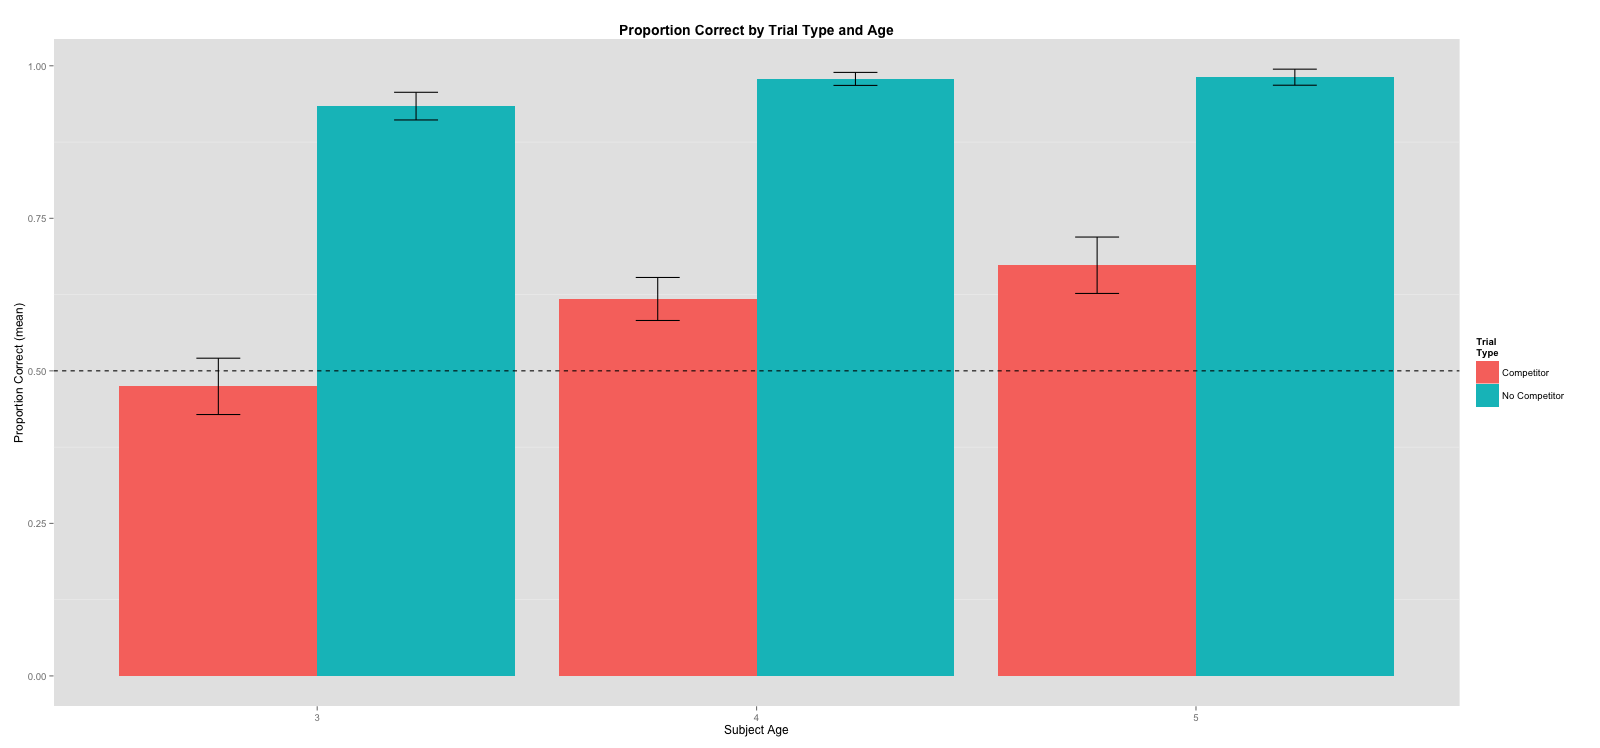 Proportion Correct by Trial Type and Age
Proportion Correct (mean)
1.00
0.75
0.50
0.25
0.00
3
4
5
Subject Age
Trial
Type
Competitor
No Competitor